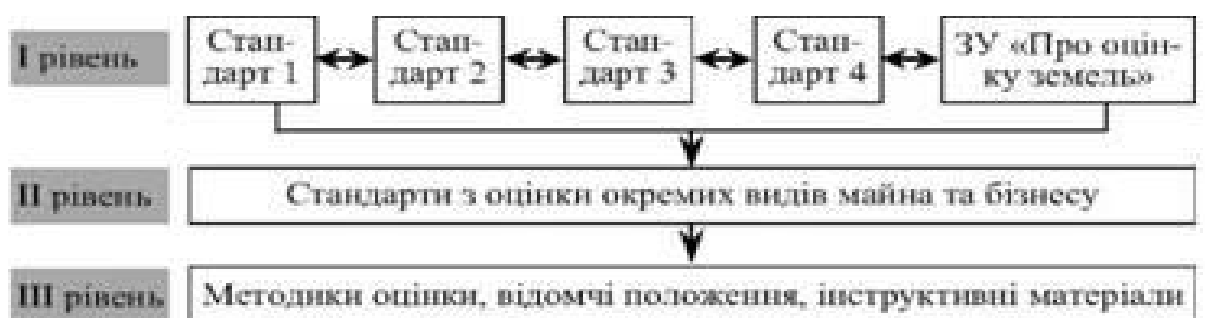 I рівень
Стан-
дарт 1
Стан-
дарт 2
Стан-
дарт 3
Стан-
дарт 4
ЗУ «Про оцін-
ку земель»
II рівень
Стандарти з оцінки окремих видів майна та бізнесу
III рівень
Методики оцінки, відомчі положення, інструктивні матеріали